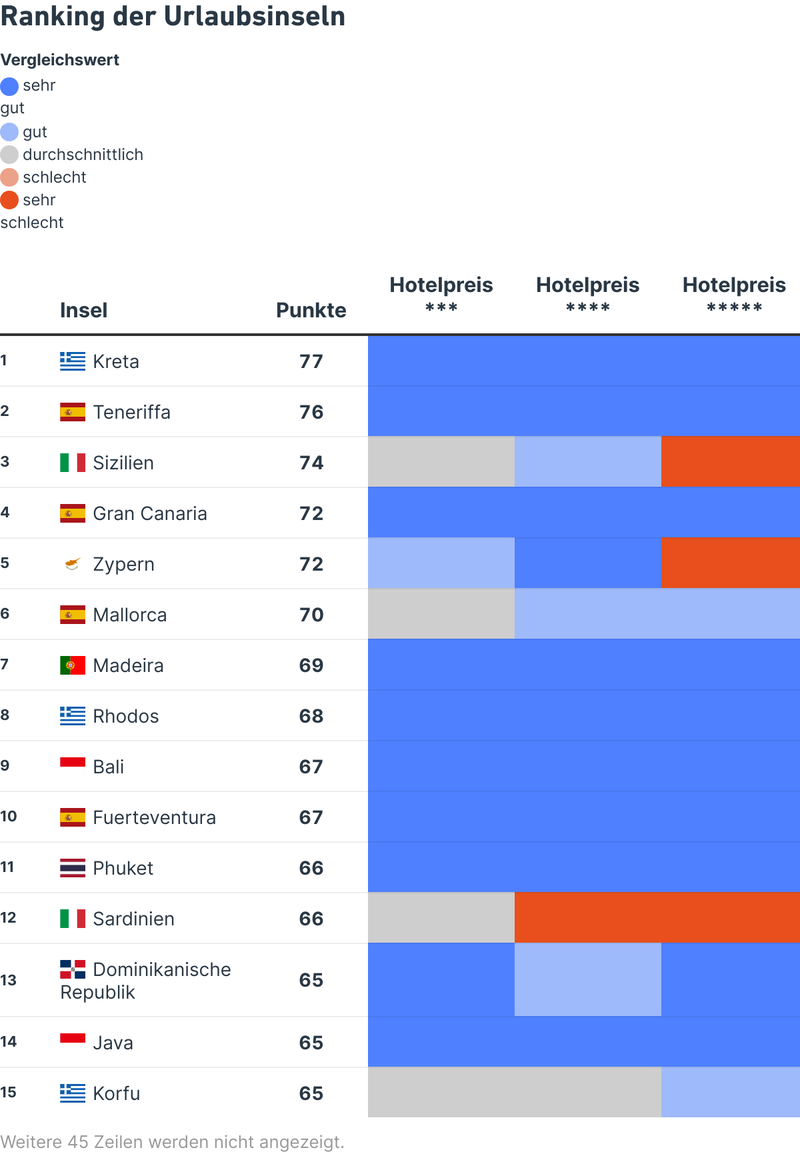 Ranking der Urlaubsinseln
Vergleichswert
sehr
gut
gut
durchschnittlich
schlecht
sehr
schlecht
Insel Punkte Hotelpreis *** Hotelpreis **** Hotelpreis *****
1 Kreta 77
2 Teneriffa 76
3 Sizilien 74
4 Gran Canaria 72
5 Zypern 72
6 Mallorca 70
7 Madeira 69
8 Rhodos 68
9 Bali 67
10 Fuerteventura 67
11 Phuket 66
12 Sardinien 66
13 Dominikanische Republik 65
14 Java 65
15 Korfu 65
Weitere 45 Zeilen werden nicht angezeigt.